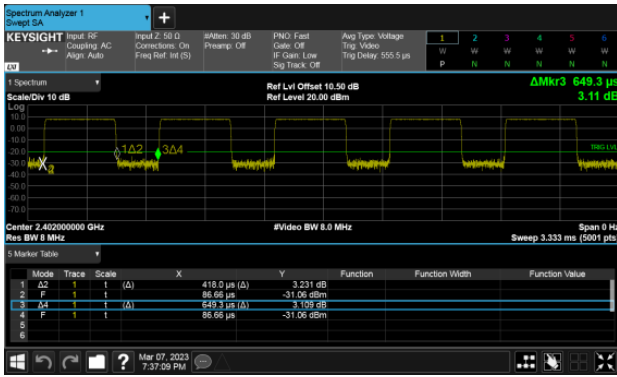 Spectrum Analyzer 1
Swept SA
KEYSIGHT Input: RF Input Z: 50 Ω #Atten: 30 dB PNO: Fast Avg Type: Voltage 1 2 3 4 5 6
Coupling: AC Corrections: On Preamp: Off Gate: Off Trig: Video W W W W W W
Align: Auto Freq Ref: Int (S) IF Gain: Low Trig Delay: 555.5 µs P N N N N N
Sig Track: Off
LXI
1 Spectrum Ref Lvl Offset 10.50 dB ΔMkr3 649.3 µs
Scale/Div 10 dB Ref Level 20.00 dBm 3.11 dB
Log
10.0
0.00
-10.0
-20.0 1Δ2 3Δ4 TRIG LVL
-30.0 X
-40.0
-50.0
-60.0
-70.0
Center 2.402000000 GHz #Video BW 8.0 MHz Span 0 Hz
Res BW 8 MHz Sweep 3.333 ms (5001 pts)
5 Marker Table
Mode Trace Scale X Y Function Function Width Function Value
1 Δ2 1 t (Δ) 418.0 µs (Δ) 3.231 dB
2 F 1 t 86.66 µs -31.06 dBm
3 Δ4 1 t (Δ) 649.3 µs (Δ) 3.109 dB
4 F 1 t 86.66 µs -31.06 dBm
5
6
? Mar 07, 2023
7:37:09 PM